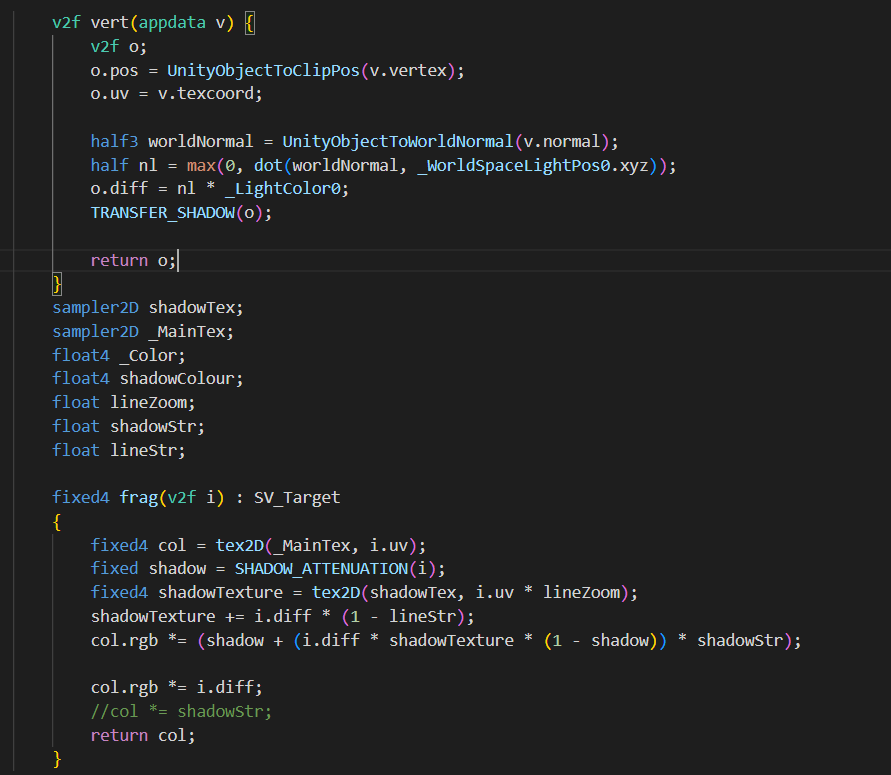 v2f vert(appdata v) {
    v2f o;
    o.pos = UnityObjectToClipPos(v.vertex);
    o.uv = v.texcoord;

    half3 worldNormal = UnityObjectToWorldNormal(v.normal);
    half nl = max(0, dot(worldNormal, _WorldSpaceLightPos0.xyz));
    o.diff = nl * _LightColor0;
    TRANSFER_SHADOW(o);

    return o;
}
sampler2D shadowTex;
sampler2D _MainTex;
float4 _Color;
float4 shadowColour;
float lineZoom;
float shadowStr;
float lineStr;

fixed4 frag(v2f i) : SV_Target
{
    fixed4 col = tex2D(_MainTex, i.uv);
    fixed shadow = SHADOW_ATTENUATION(i);
    fixed4 shadowTexture = tex2D(shadowTex, i.uv * lineZoom);
    shadowTexture += i.diff * (1 - lineStr);
    col.rgb *= (shadow + (i.diff * shadowTexture * (1 - shadow)) * shadowStr);

    col.rgb *= i.diff;
    //col *= shadowStr;
    return col;
}